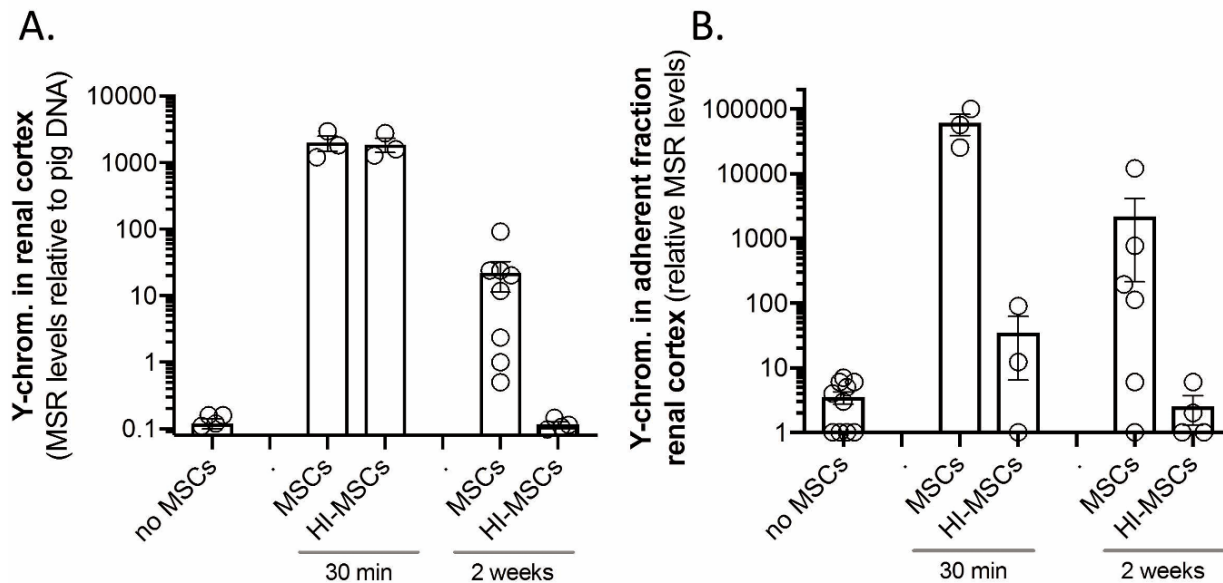 A.
Y-chrom. in renal cortex
(MSR levels relative to pig DNA)
10000
1000
100
10
1
0.1
no MSCs
.
MSCs
HI-MSCs
.
MSCs
HI-MSCs
30 min
2 weeks
B.
Y-chrom. in adherent fraction
renal cortex (relative MSR levels)
100000
10000
1000
100
10
1
no MSCs
.
MSCs
HI-MSCs
.
MSCs
HI-MSCs
30 min
2 weeks